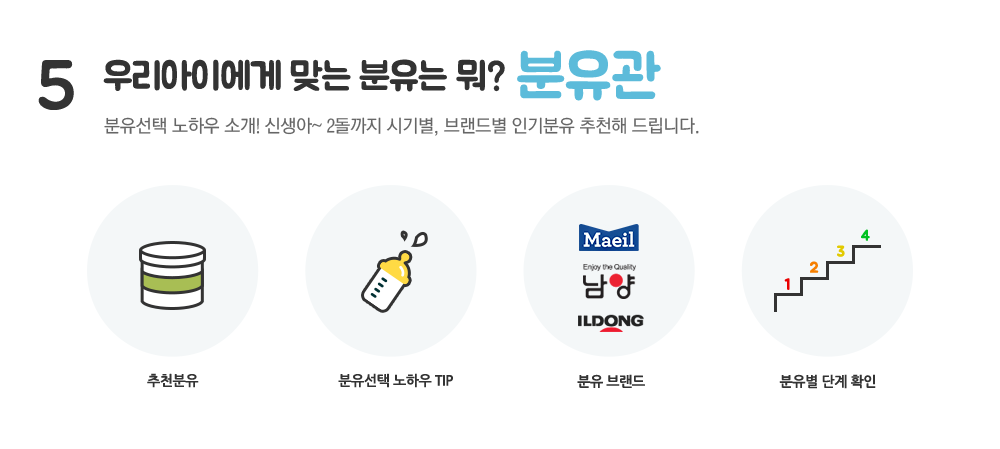 5 우리아이에게 맞는 분유는 뭐? 분유관
분유선택 노하우 소개! 신생아~ 2돌까지 시기별, 브랜드별 인기분유 추천해 드립니다.
Maeil
Enjoy the Quality
남양
ILDONG
1
2
3
4
추천분유
분유선택 노하우 TIP
분유 브랜드
분유별 단계 확인